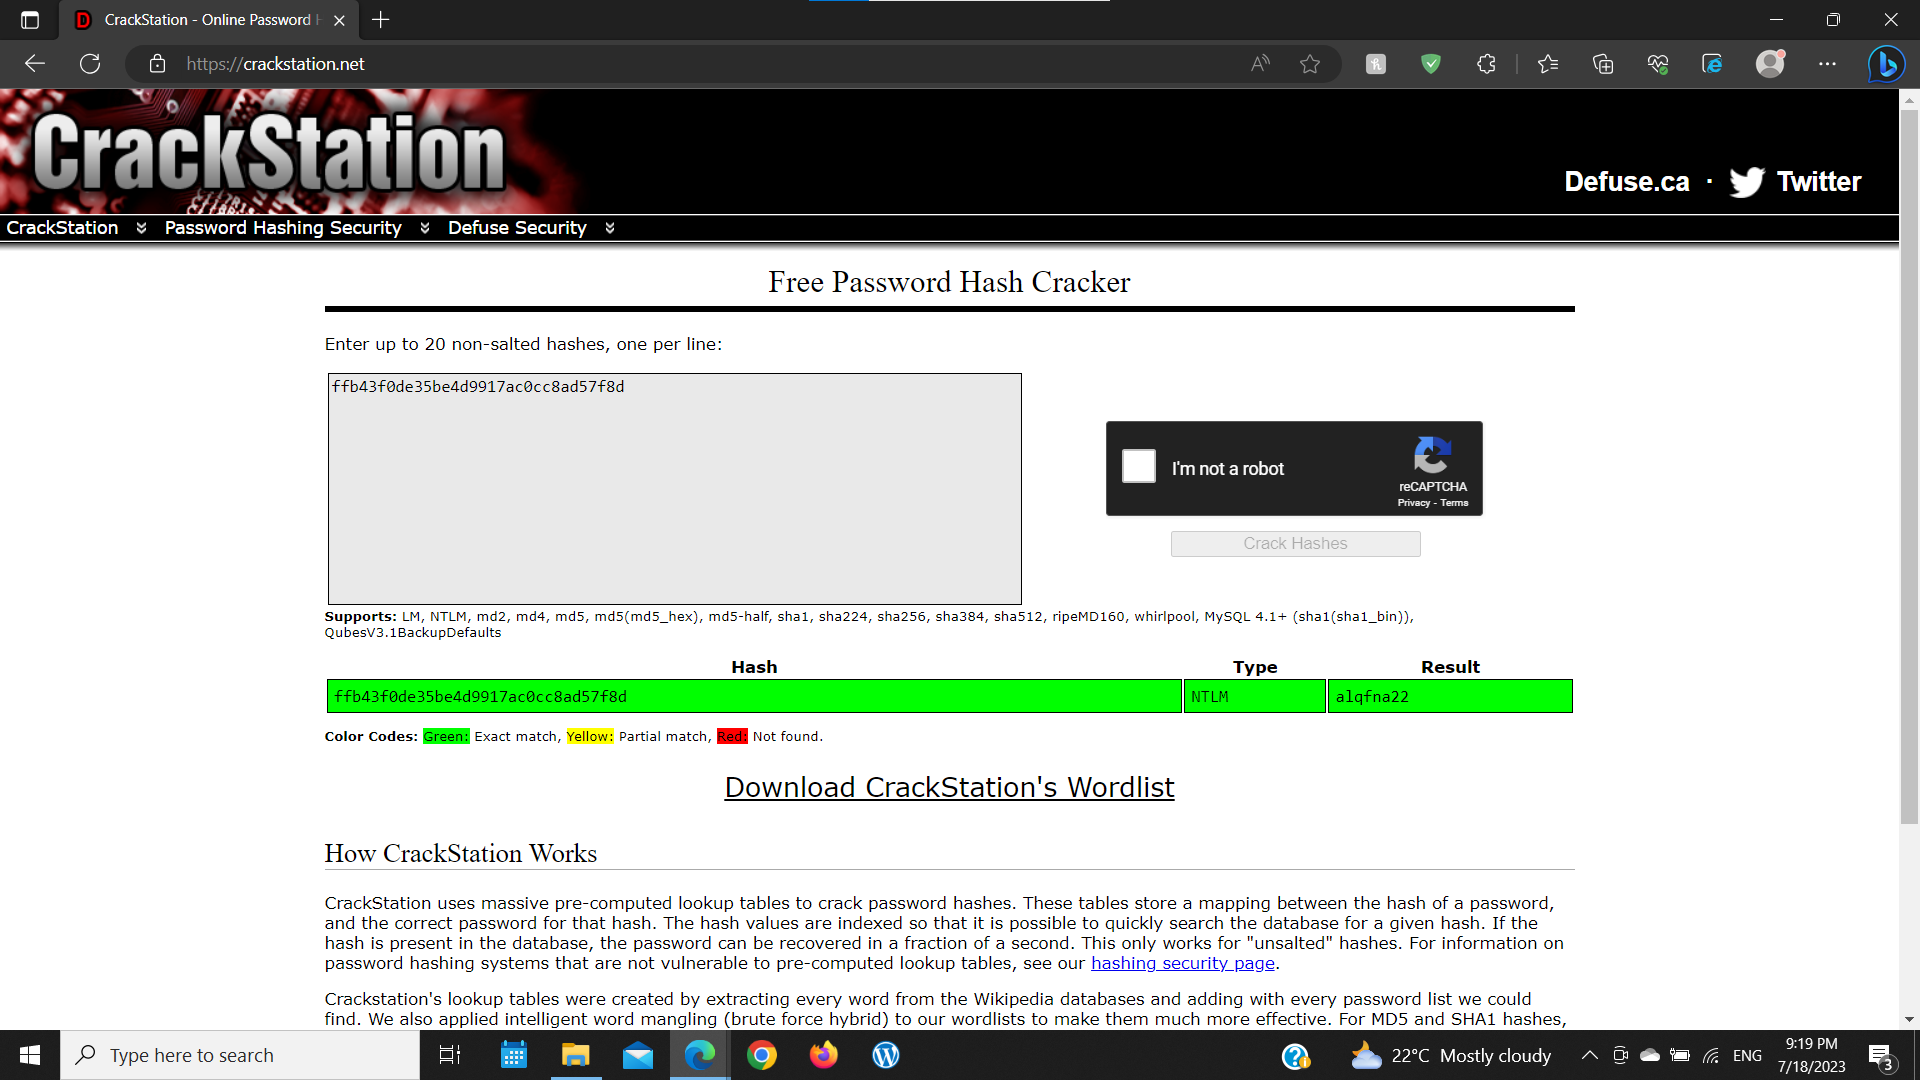 CrackStation - Online Password H
https://crackstation.net
CrackStation
Defuse.ca · Twitter
CrackStation Password Hashing Security Defuse Security
Free Password Hash Cracker
Enter up to 20 non-salted hashes, one per line:
ffb43f0de35be4d9917ac0cc8ad57f8d
I'm not a robot
reCAPTCHA
Privacy - Terms
Crack Hashes
Supports: LM, NTLM, md2, md4, md5, md5(md5_hex), md5-half, sha1, sha224, sha256, sha384, sha512, ripeMD160, whirlpool, MySQL 4.1+ (sha1(sha1_bin)),
QubesV3.1BackupDefaults
Hash Type Result
ffb43f0de35be4d9917ac0cc8ad57f8d NTLM alqfna22
Color Codes: Green: Exact match, Yellow: Partial match, Red: Not found.
Download CrackStation's Wordlist
How CrackStation Works
CrackStation uses massive pre-computed lookup tables to crack password hashes. These tables store a mapping between the hash of a password,
and the correct password for that hash. The hash values are indexed so that it is possible to quickly search the database for a given hash. If the
hash is present in the database, the password can be recovered in a fraction of a second. This only works for "unsalted" hashes. For information on
password hashing systems that are not vulnerable to pre-computed lookup tables, see our hashing security page.
Crackstation's lookup tables were created by extracting every word from the Wikipedia databases and adding with every password list we could
find. We also applied intelligent word mangling (brute force hybrid) to our wordlists to make them much more effective. For MD5 and SHA1 hashes,
Type here to search
22°C Mostly cloudy
ENG
9:19 PM
7/18/2023
3